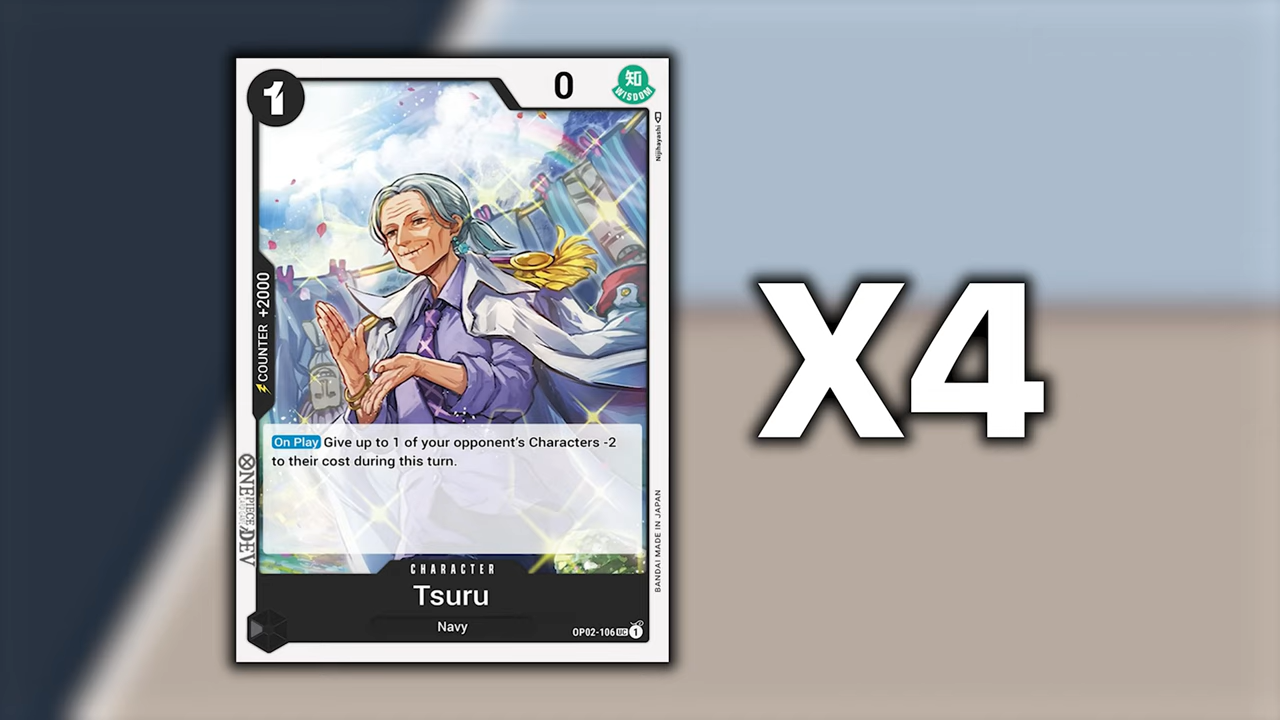 1
0
知
WISDOM
Nijihayashi
COUNTER +2000
On Play Give up to 1 of your opponent's Characters -2
to their cost during this turn.
ONE PIECE
DEV
BANDAI MADE IN JAPAN
CHARACTER
Tsuru
Navy
OP02-106 UC 1
X4